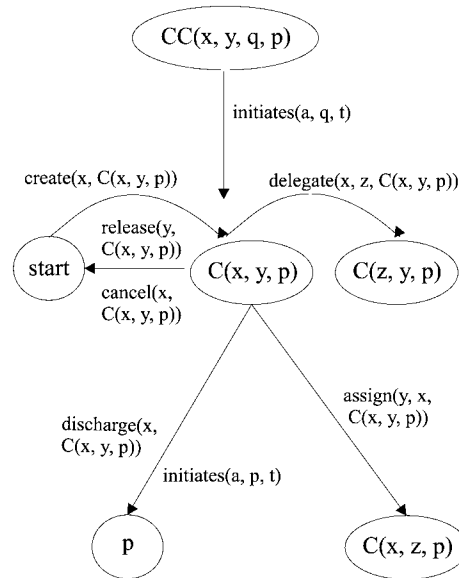 CC(x, y, q, p)
initiates(a, q, t)
create(x, C(x, y, p))
delegate(x, z, C(x, y, p))
release(y,
C(x, y, p))
start
C(x, y, p)
C(z, y, p)
cancel(x,
C(x, y, p))
assign(y, x,
C(x, y, p))
discharge(x,
C(x, y, p))
initiates(a, p, t)
p
C(x, z, p)